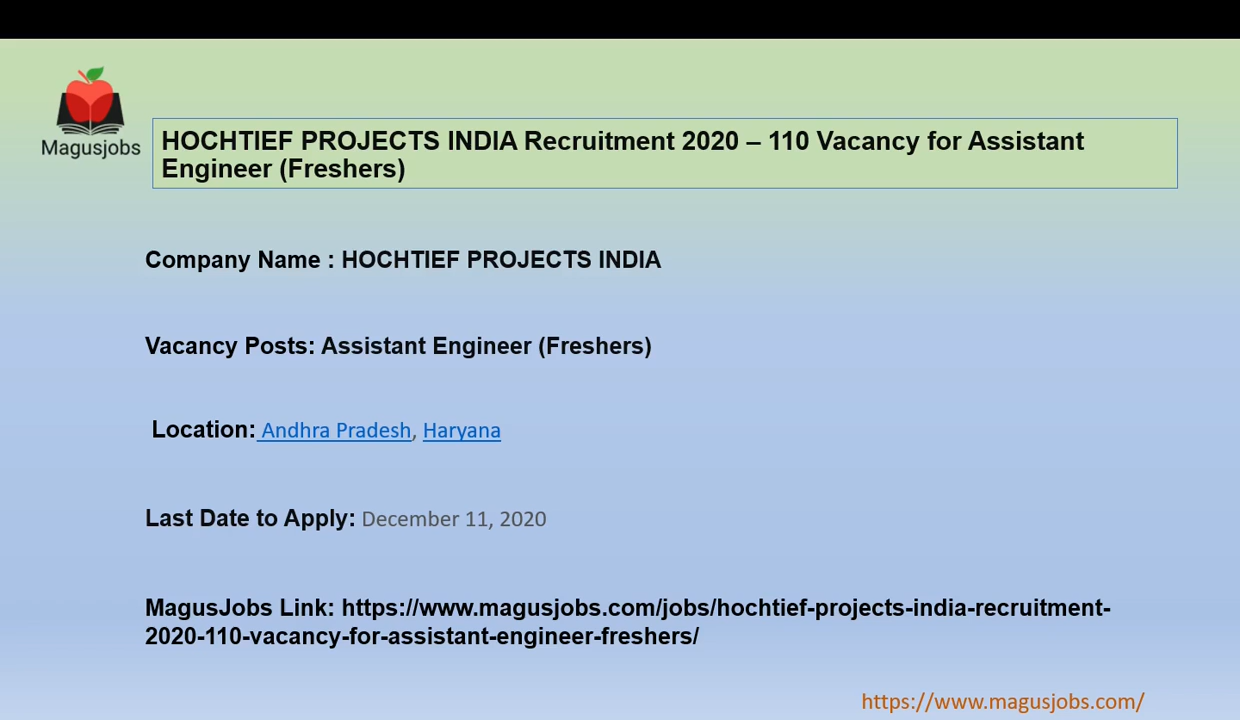 Magusjobs
HOCHTIEF PROJECTS INDIA Recruitment 2020 – 110 Vacancy for Assistant
Engineer (Freshers)
Company Name : HOCHTIEF PROJECTS INDIA
Vacancy Posts: Assistant Engineer (Freshers)
Location: Andhra Pradesh, Haryana
Last Date to Apply: December 11, 2020
MagusJobs Link: https://www.magusjobs.com/jobs/hochtief-projects-india-recruitment-
2020-110-vacancy-for-assistant-engineer-freshers/
https://www.magusjobs.com/